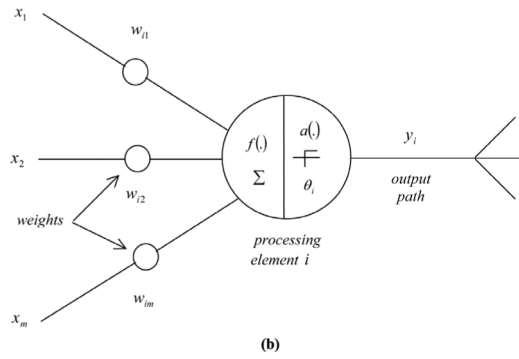 x₁
wᵢ₁
f(.)
a(.)
yᵢ
x₂
Σ
θᵢ
wᵢ₂
output
path
weights
processing
element i
wᵢₘ
xₘ
(b)